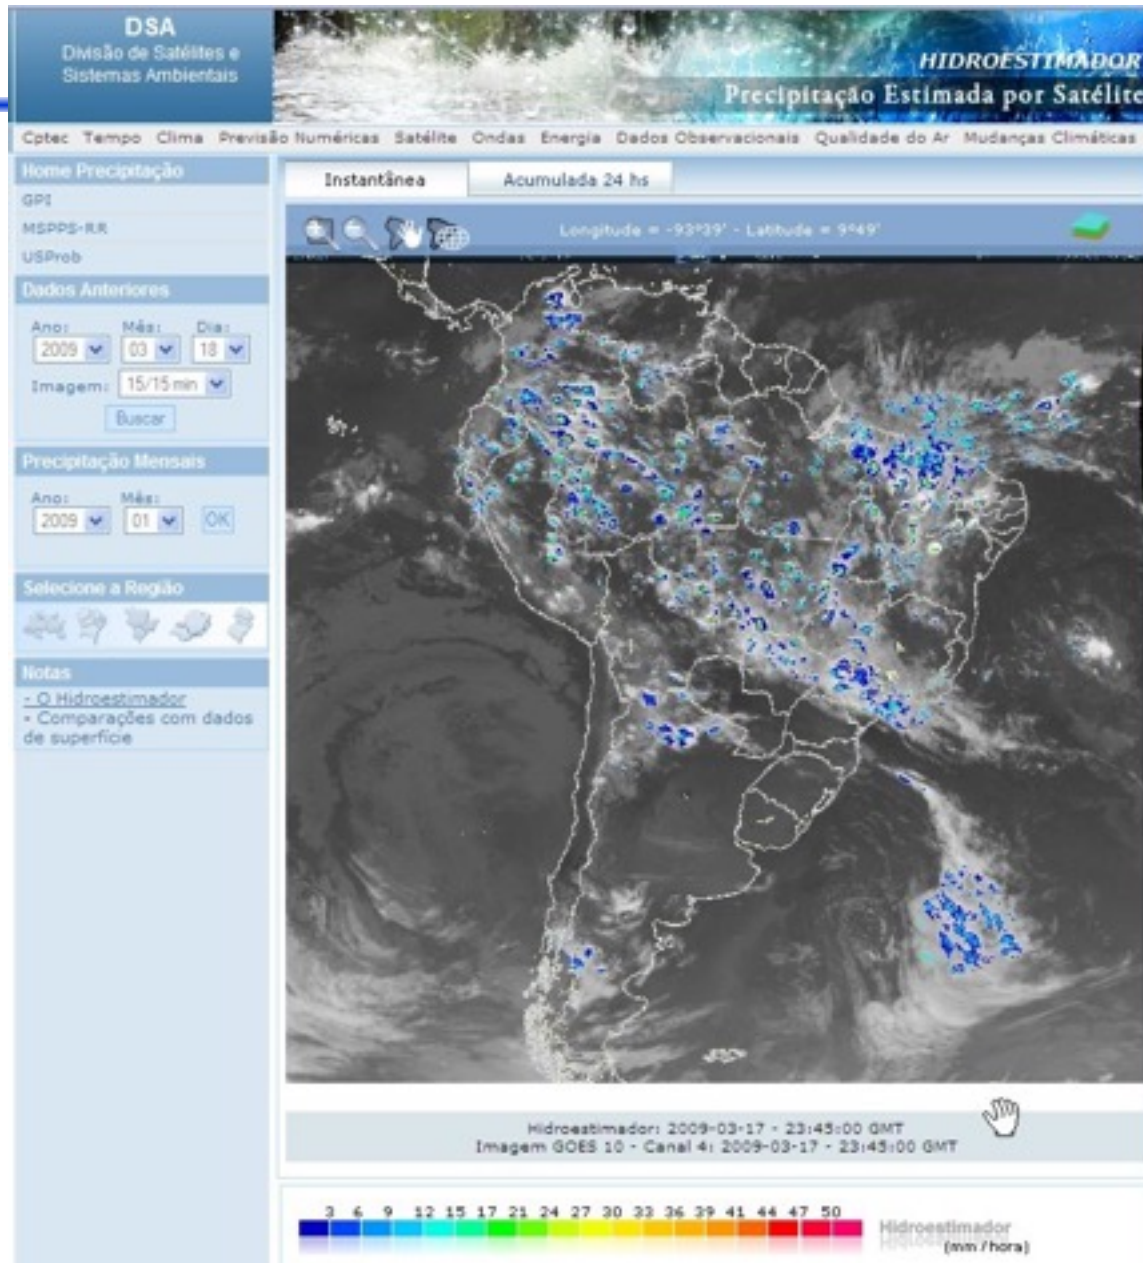 DSA
Divisão de Satélites e
Sistemas Ambientais
HIDROESTIMADOR
Precipitação Estimada por Satélite
Cptec Tempo Clima Previsão Numéricas Satélite Ondas Energia Dados Observacionais Qualidade do Ar Mudanças Climáticas
Home Precipitação
GPI
MSPPS-RR
USProb
Dados Anteriores
Ano: Mês: Dia:
2009 03 18
Imagem: 15/15 min
Buscar
Precipitação Mensais
Ano: Mês:
2009 01 OK
Selecione a Região
Notas
- O Hidroestimador
- Comparações com dados
de superfície
Instantânea Acumulada 24 hs
Longitude = -93°39' - Latitude = 9°49'
Hidroestimador: 2009-03-17 - 23:45:00 GMT
Imagem GOES 10 - Canal 4: 2009-03-17 - 23:45:00 GMT
3 6 9 12 15 17 21 24 27 30 33 36 39 41 44 47 50
Hidroestimador
(mm/hora)